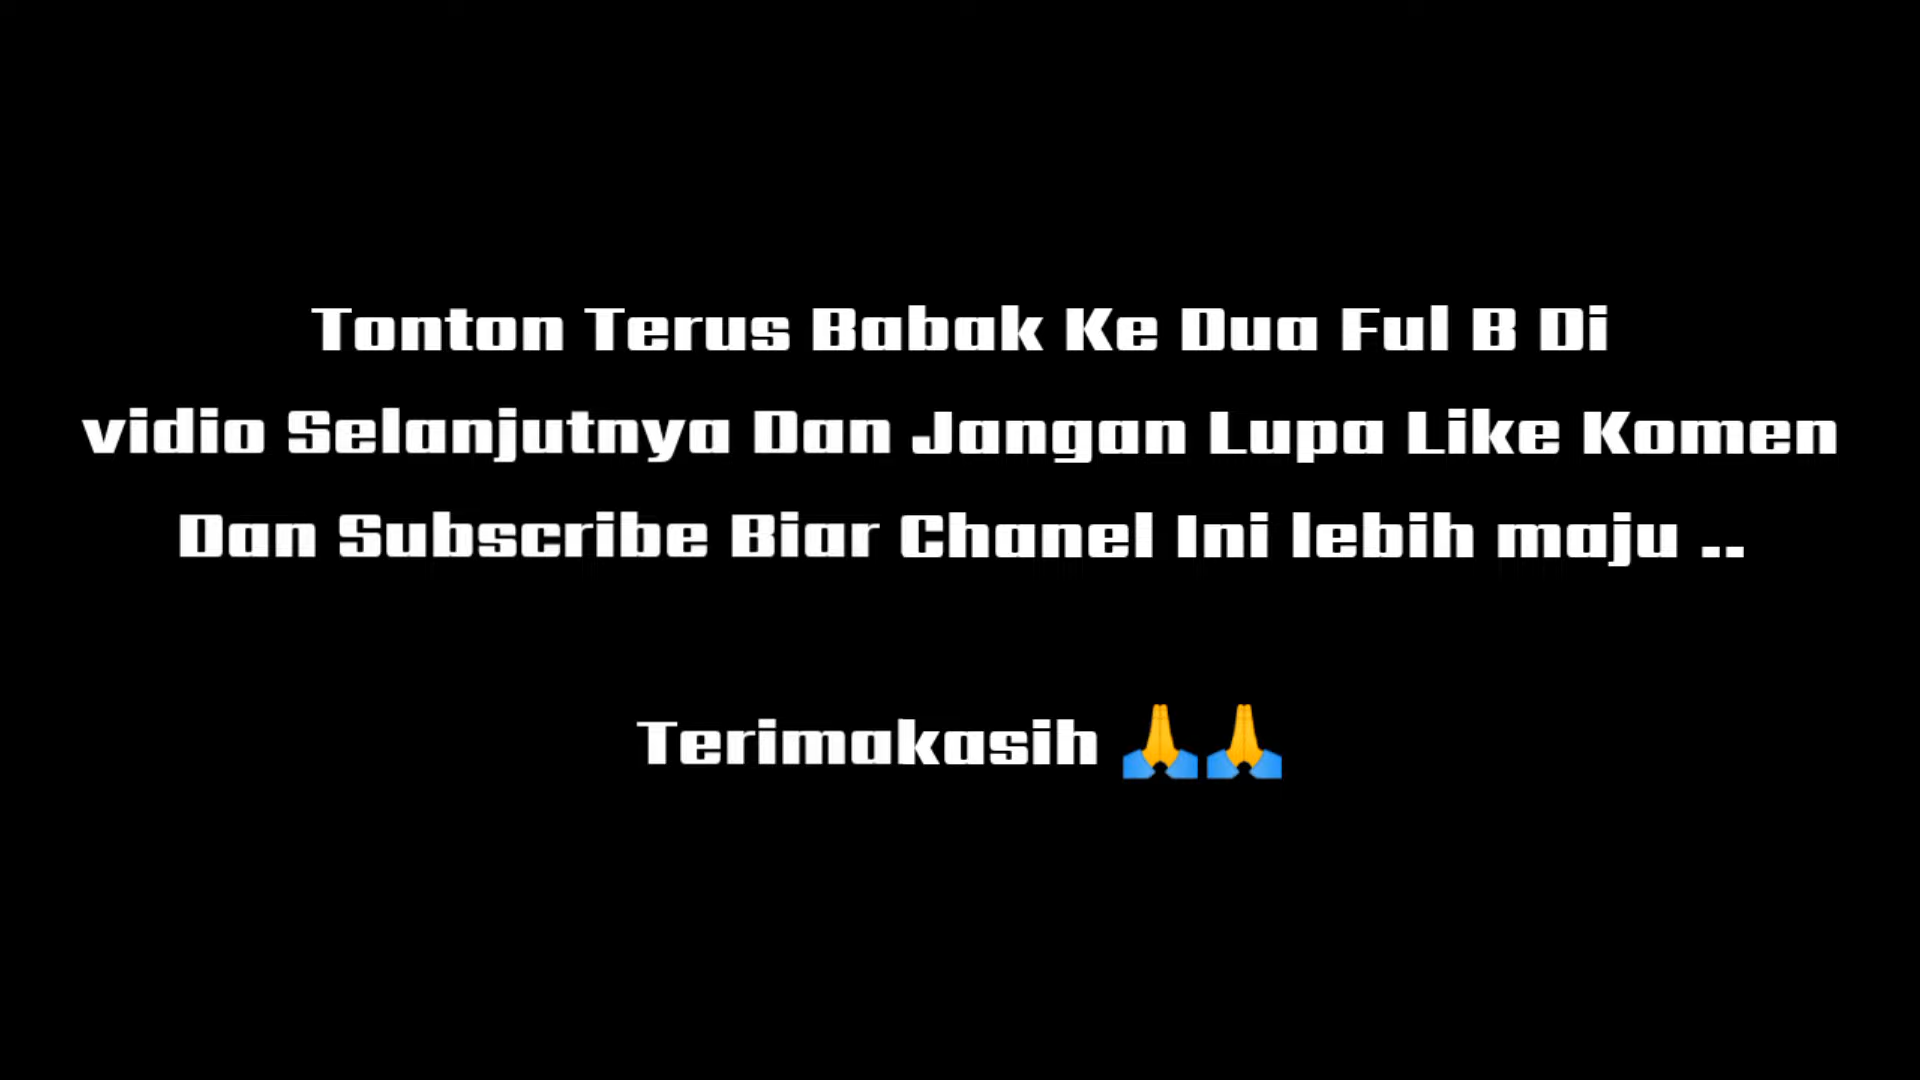 Tonton Terus Babak Ke Dua Ful B Di
vidio Selanjutnya Dan Jangan Lupa Like Komen
Dan Subscribe Biar Chanel Ini lebih maju ..
Terimakasih 🙏🙏